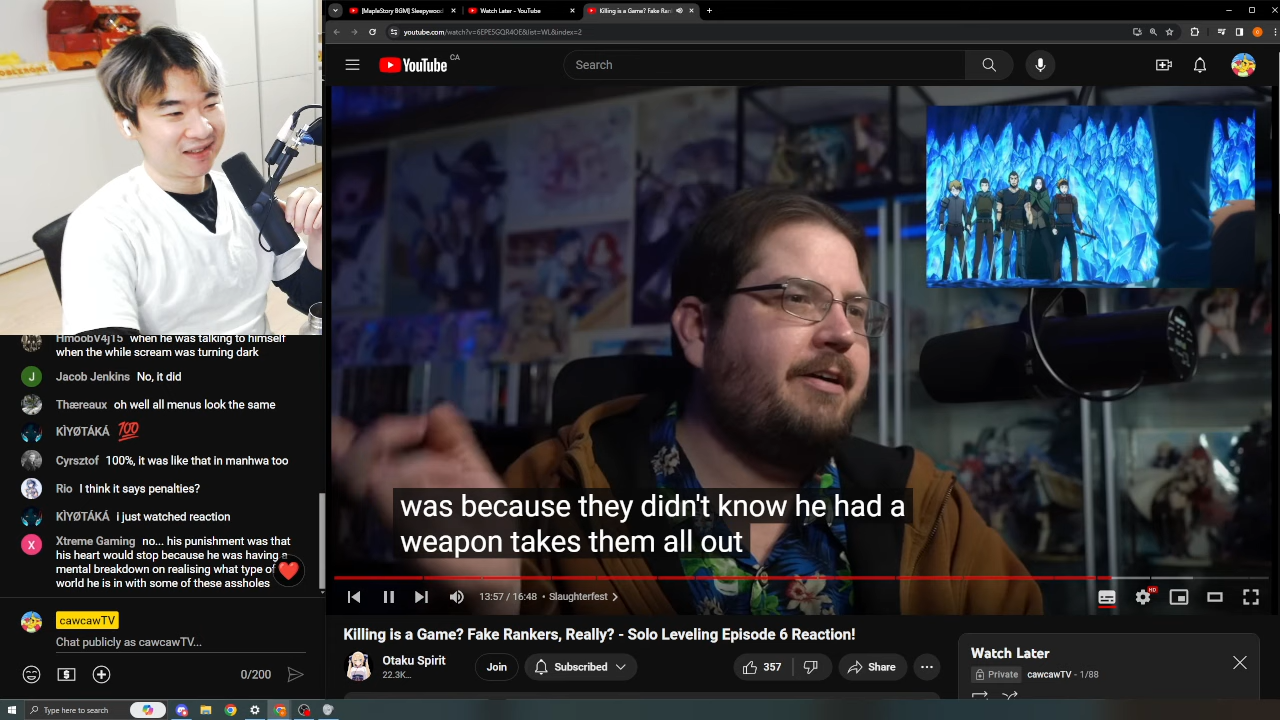 [MapleStory BGM] Sleepywood
Watch Later - YouTube
Killing is a Game? Fake Ran
youtube.com/watch?v=6EPE5GQR4OE&list=WL&index=2
YouTube CA
Search
HmoobV4j15 when he was talking to himself
when the while scream was turning dark
Jacob Jenkins No, it did
Thæreaux oh well all menus look the same
KÌYØTÁKÁ 💯
Cyrsztof 100%, it was like that in manhwa too
Rio I think it says penalties?
KÌYØTÁKÁ i just watched reaction
Xtreme Gaming no... his punishment was that
his heart would stop because he was having a
mental breakdown on realising what type of
world he is in with some of these assholes
cawcawTV
Chat publicly as cawcawTV...
0/200
was because they didn't know he had a
weapon takes them all out
13:57 / 16:48 • Slaughterfest
HD
Killing is a Game? Fake Rankers, Really? - Solo Leveling Episode 6 Reaction!
Otaku Spirit
22.3K...
Join
Subscribed
357
Share
Watch Later
Private cawcawTV - 1/88
Type here to search